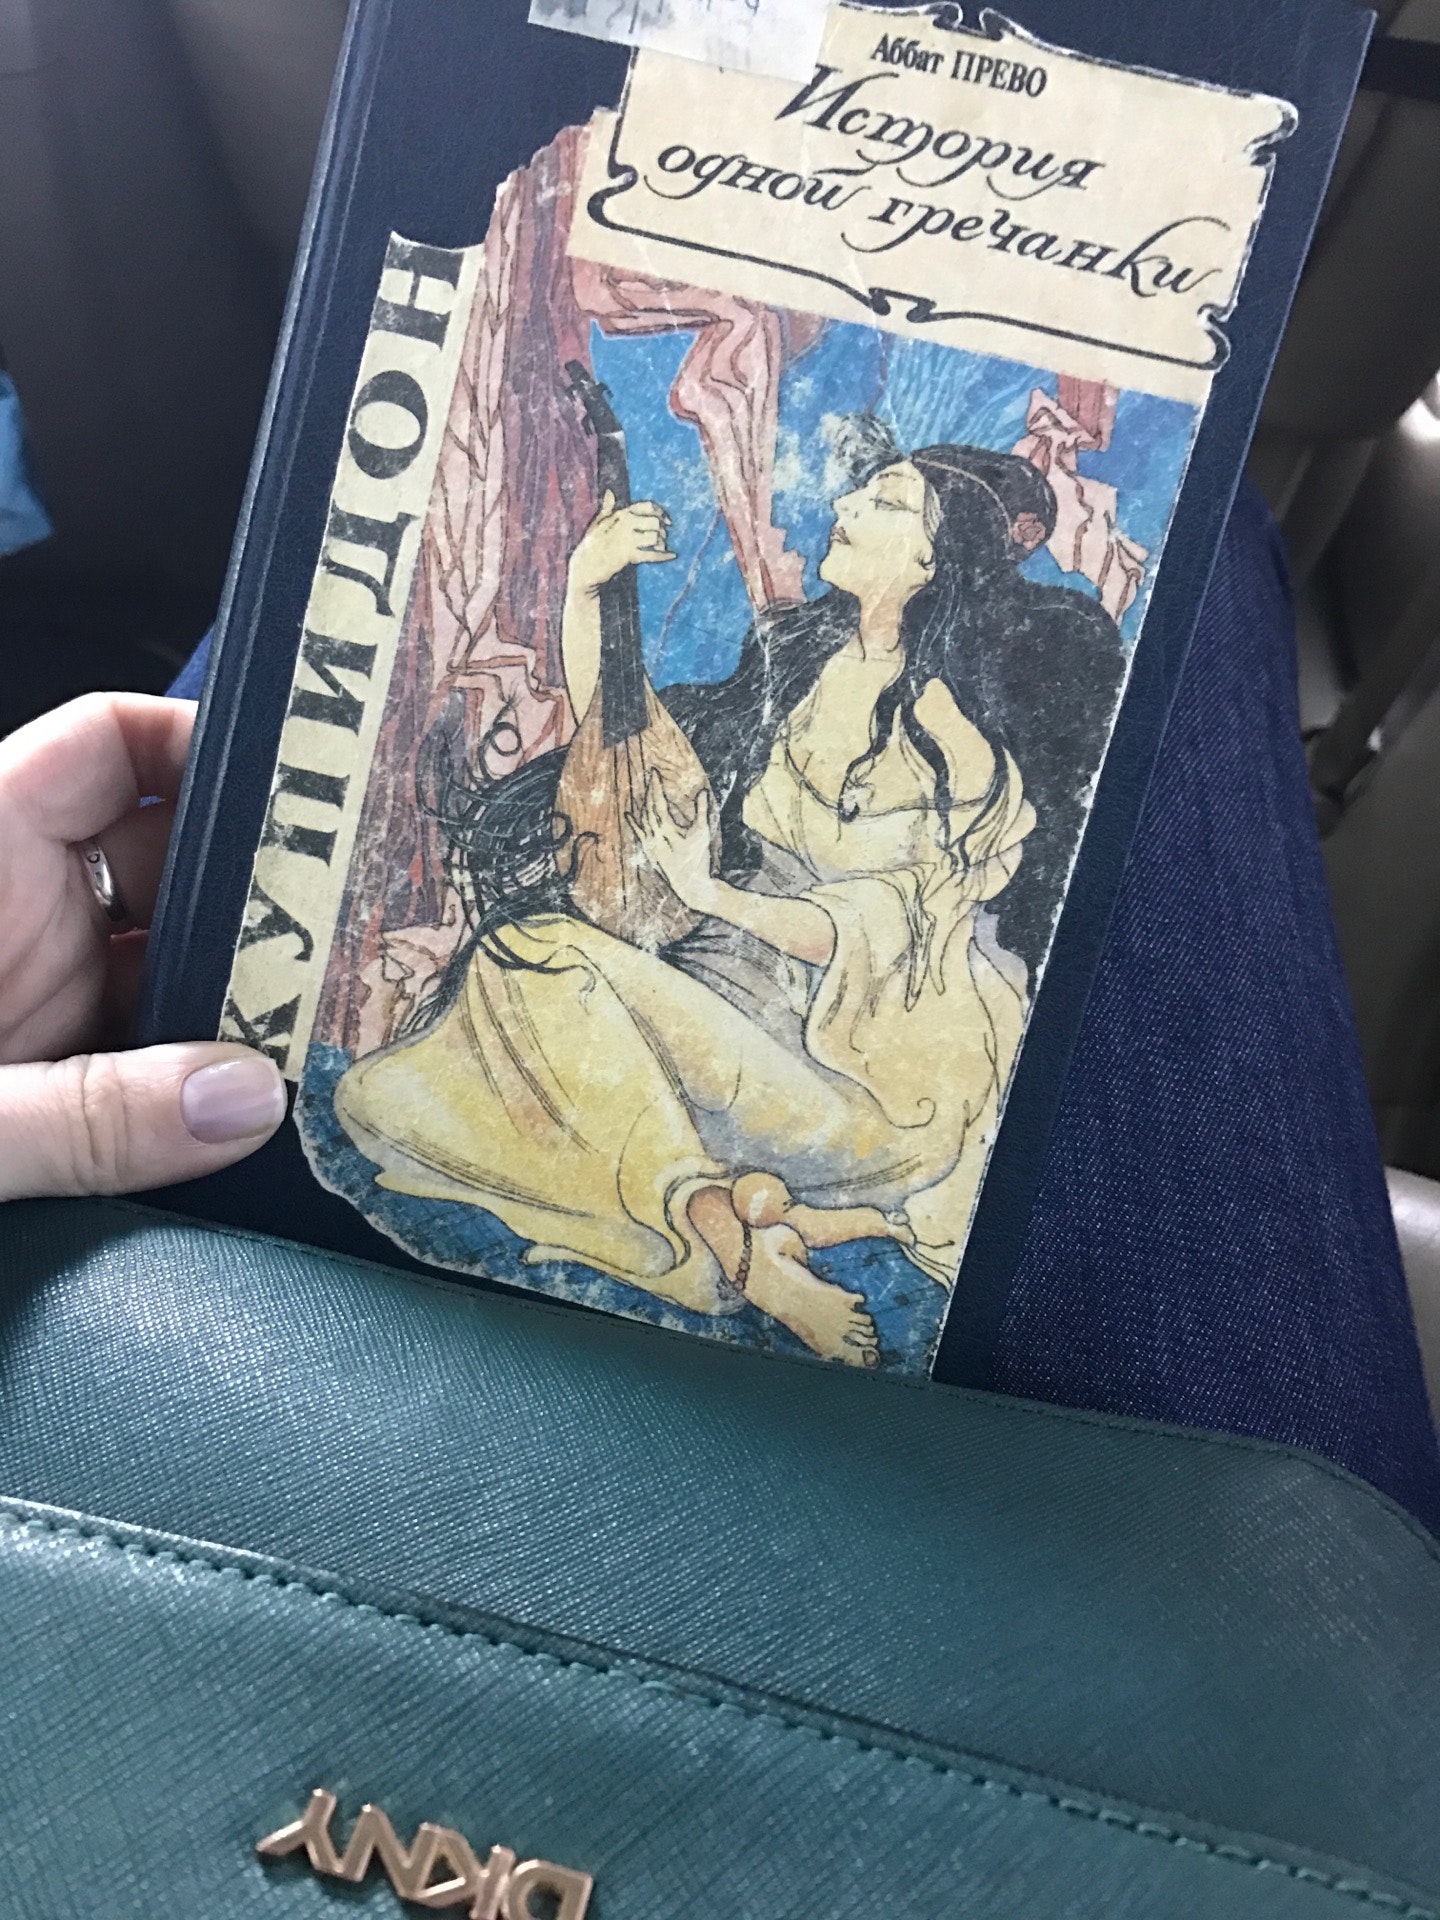 Аббат ПРЕВО
История
одной гречанки
КУПИДОН
DKNY